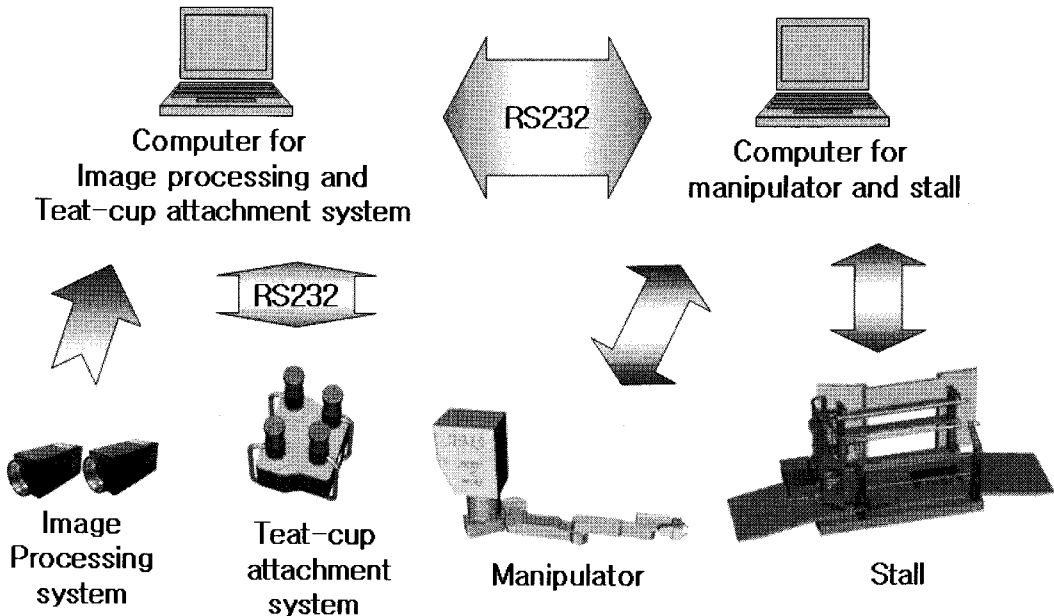 RS232
Computer for
Image processing and
Teat-cup attachment system
Computer for
manipulator and stall
RS232
Image
Processing
system
Teat-cup
attachment
system
Manipulator
Stall